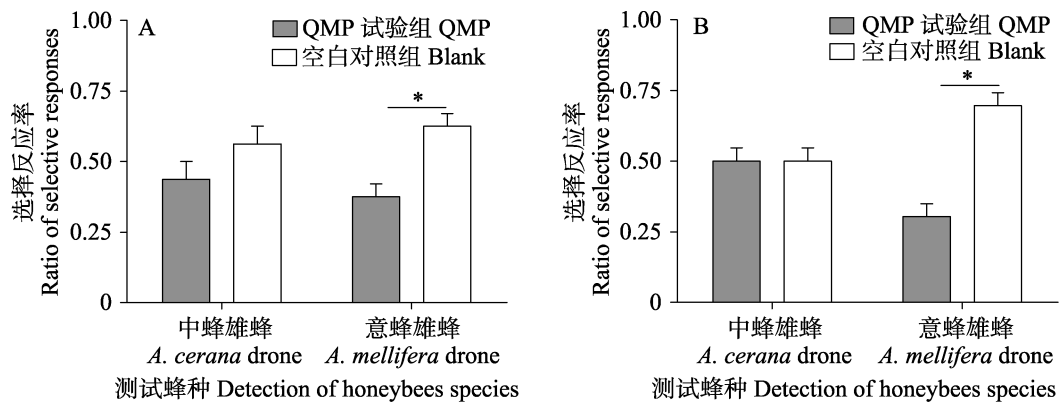 A
QMP 试验组 QMP
空白对照组 Blank
选择反应率
Ratio of selective responses
1.00
0.75
0.50
0.25
0
*
中蜂雄蜂
A. cerana drone
意蜂雄蜂
A. mellifera drone
测试蜂种 Detection of honeybees species
B
QMP 试验组 QMP
空白对照组 Blank
选择反应率
Ratio of selective responses
1.00
0.75
0.50
0.25
0
*
中蜂雄蜂
A. cerana drone
意蜂雄蜂
A. mellifera drone
测试蜂种 Detection of honeybees species